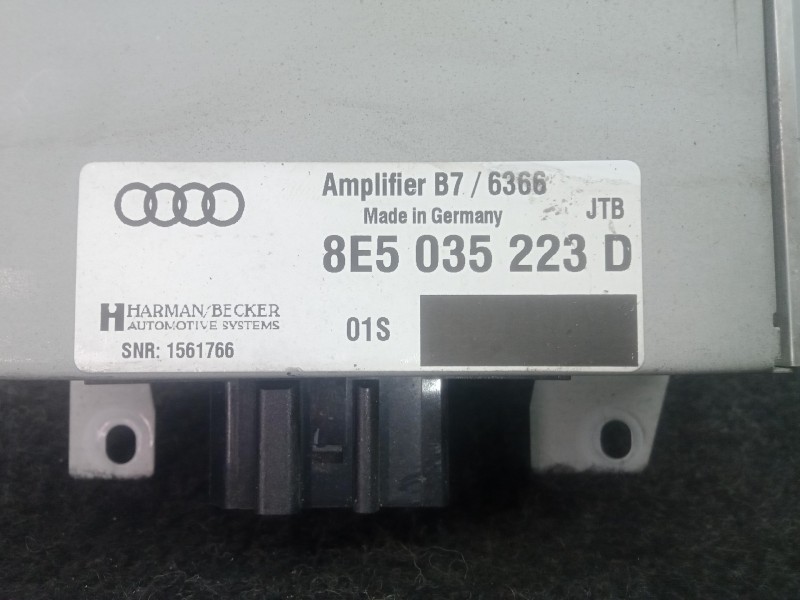 Amplifier B7 / 6366
Made in Germany
JTB
8E5 035 223 D
HARMAN/BECKER
AUTOMOTIVE SYSTEMS
01S
SNR: 1561766